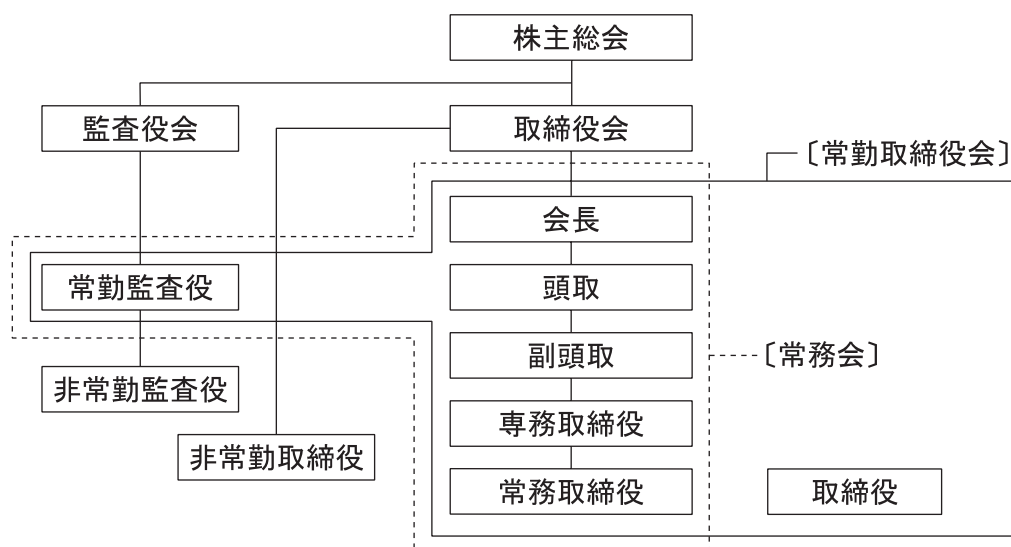 株主総会
監査役会
取締役会
〔常勤取締役会〕
会長
常勤監査役
頭取
副頭取
〔常務会〕
非常勤監査役
専務取締役
非常勤取締役
常務取締役
取締役